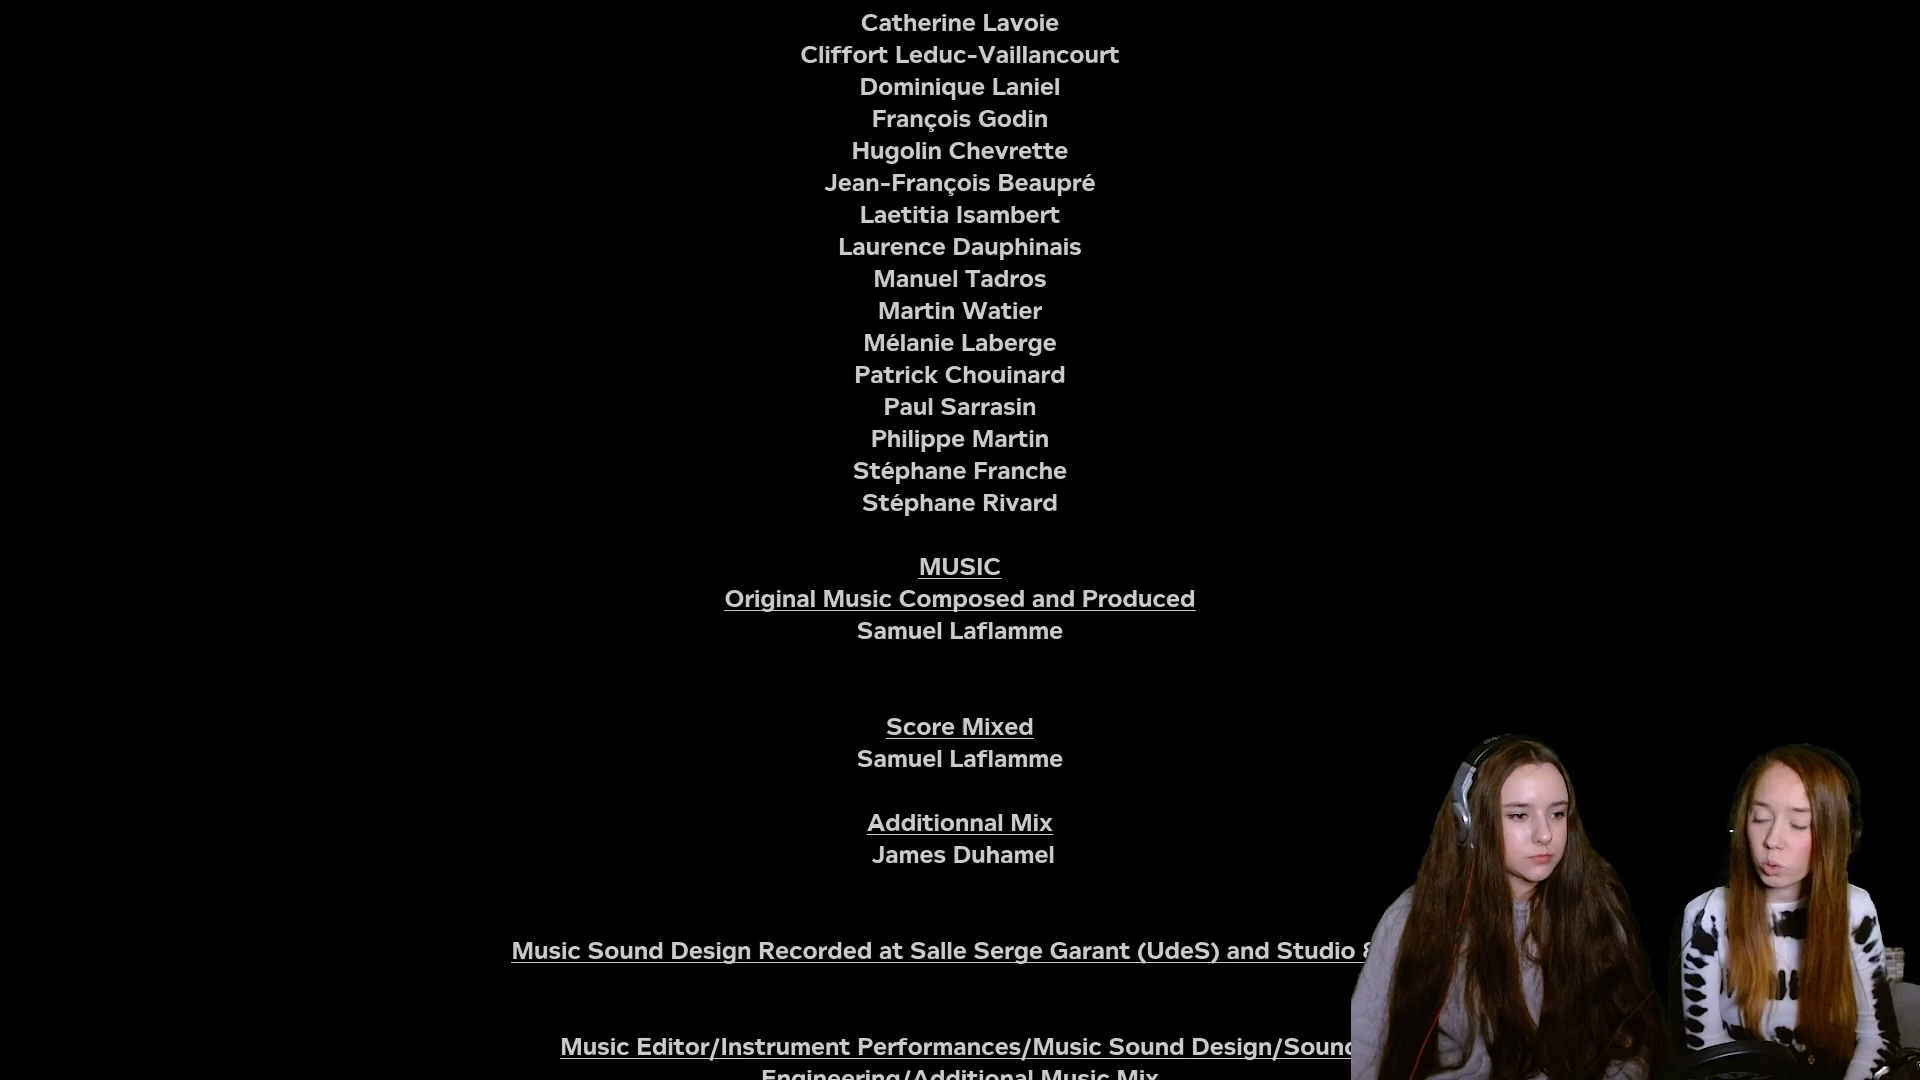 Catherine Lavoie
Cliffort Leduc-Vaillancourt
Dominique Laniel
François Godin
Hugolin Chevrette
Jean-François Beaupré
Laetitia Isambert
Laurence Dauphinais
Manuel Tadros
Martin Watier
Mélanie Laberge
Patrick Chouinard
Paul Sarrasin
Philippe Martin
Stéphane Franche
Stéphane Rivard
MUSIC
Original Music Composed and Produced
Samuel Laflamme
Score Mixed
Samuel Laflamme
Additionnal Mix
James Duhamel
Music Sound Design Recorded at Salle Serge Garant (UdeS) and Studio
Music Editor/Instrument Performances/Music Sound Design/Sound
Engineering/Additional Music Mix